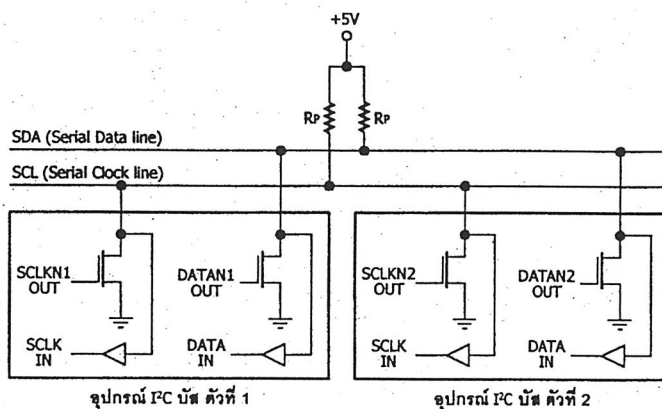 +5V
RP RP
SDA (Serial Data line)
SCL (Serial Clock line)
SCLKN1
OUT
DATAN1
OUT
SCLKN2
OUT
DATAN2
OUT
SCLK
IN
DATA
IN
SCLK
IN
DATA
IN
อุปกรณ์ I²C บัส ตัวที่ 1
อุปกรณ์ I²C บัส ตัวที่ 2